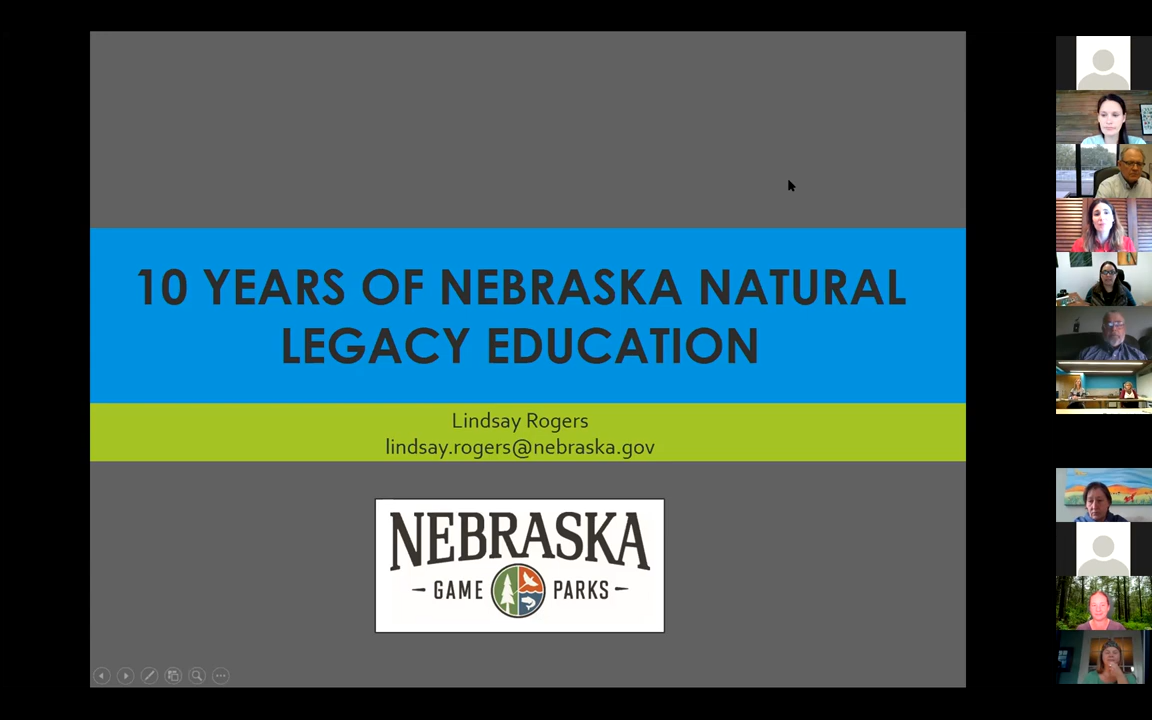 10 YEARS OF NEBRASKA NATURAL
LEGACY EDUCATION
Lindsay Rogers
lindsay.rogers@nebraska.gov
NEBRASKA
GAME PARKS